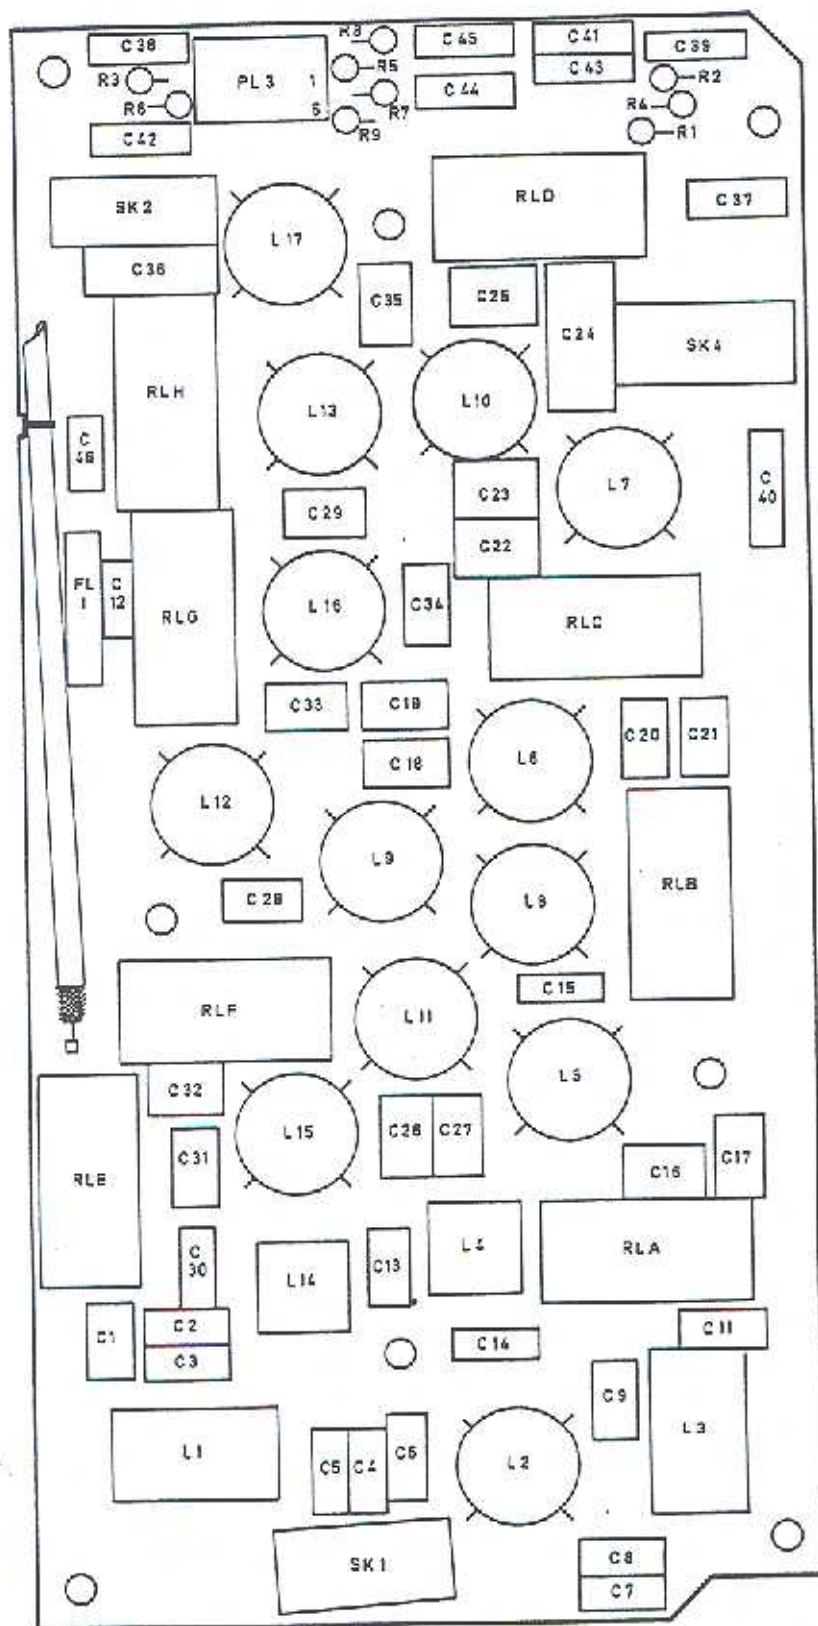 R8
C38
C45
C41
C39
R3
PL3
1
R5
C43
R2
R6
6
R7
C44
R4
R9
R1
C42
SK2
RLD
C37
L17
C36
C35
C25
C24
SK4
RLH
L13
L10
C
46
C23
L7
C
40
C29
C22
FL
1
C
12
RLG
L16
C34
RLC
C33
C19
C20
C21
L12
C18
L6
L9
RLB
C28
L8
C15
RLF
L11
L5
C32
L15
C26
C27
C31
C16
C17
RLE
L4
RLA
C
30
L14
C13
C1
C2
C3
C14
C11
C9
L3
L1
C5
C4
C6
L2
SK1
C8
C7